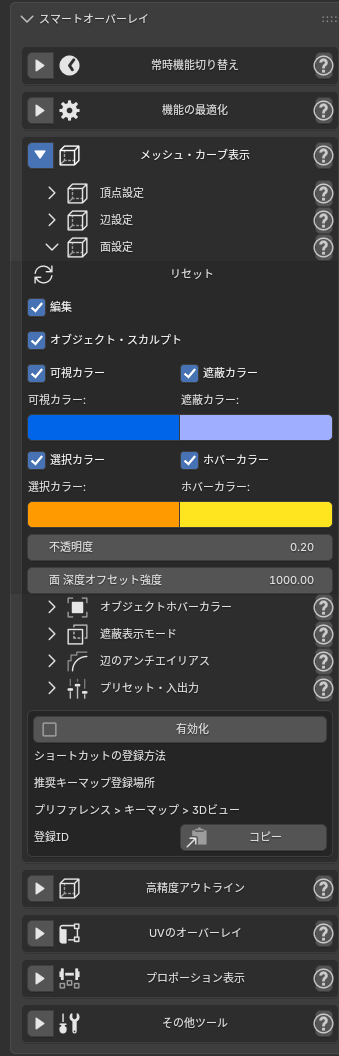 スマートオーバーレイ
常時機能切り替え
機能の最適化
メッシュ・カーブ表示
頂点設定
辺設定
面設定
リセット
編集
オブジェクト・スカルプト
可視カラー 遮蔽カラー
可視カラー: 遮蔽カラー:
選択カラー ホバーカラー
選択カラー: ホバーカラー:
不透明度 0.20
面 深度オフセット強度 1000.00
オブジェクトホバーカラー
遮蔽表示モード
辺のアンチエイリアス
プリセット・入出力
有効化
ショートカットの登録方法
推奨キーマップ登録場所
プリファレンス > キーマップ > 3Dビュー
登録ID コピー
高精度アウトライン
UVのオーバーレイ
プロポーション表示
その他ツール